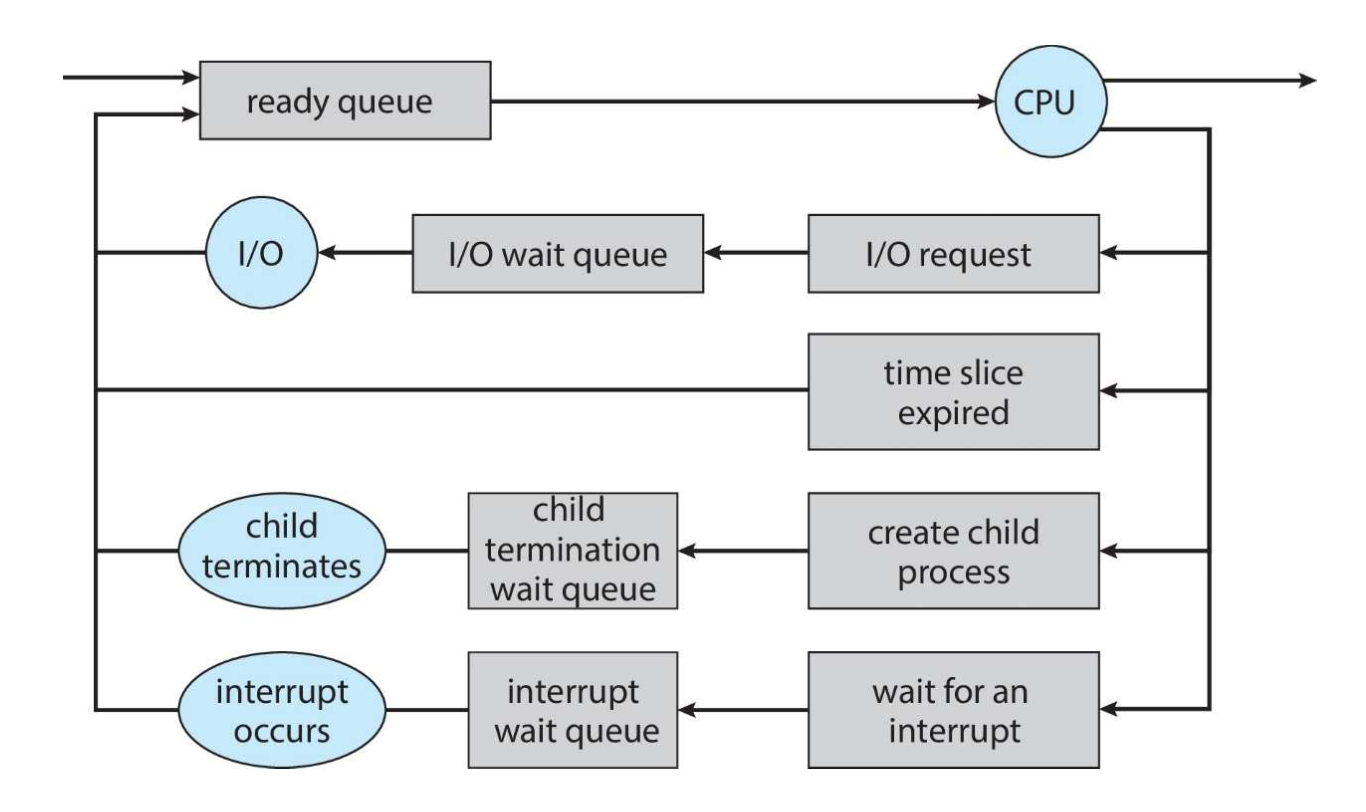 ready queue
CPU
I/O
I/O wait queue
I/O request
time slice
expired
child
terminates
child
termination
wait queue
create child
process
interrupt
occurs
interrupt
wait queue
wait for an
interrupt